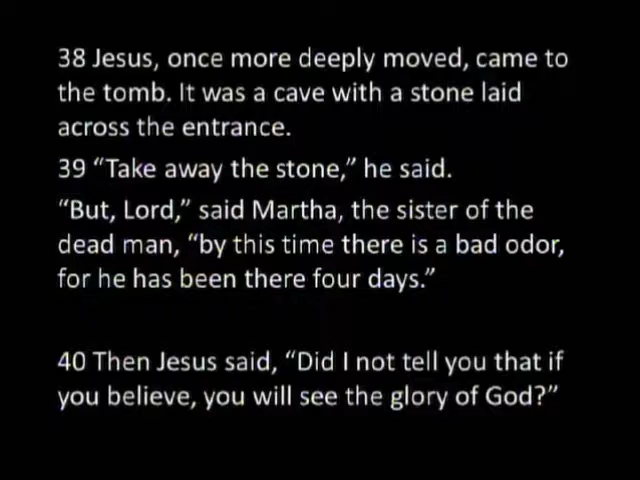 38 Jesus, once more deeply moved, came to
the tomb. It was a cave with a stone laid
across the entrance.
39 “Take away the stone,” he said.
“But, Lord,” said Martha, the sister of the
dead man, “by this time there is a bad odor,
for he has been there four days.”
40 Then Jesus said, “Did I not tell you that if
you believe, you will see the glory of God?”